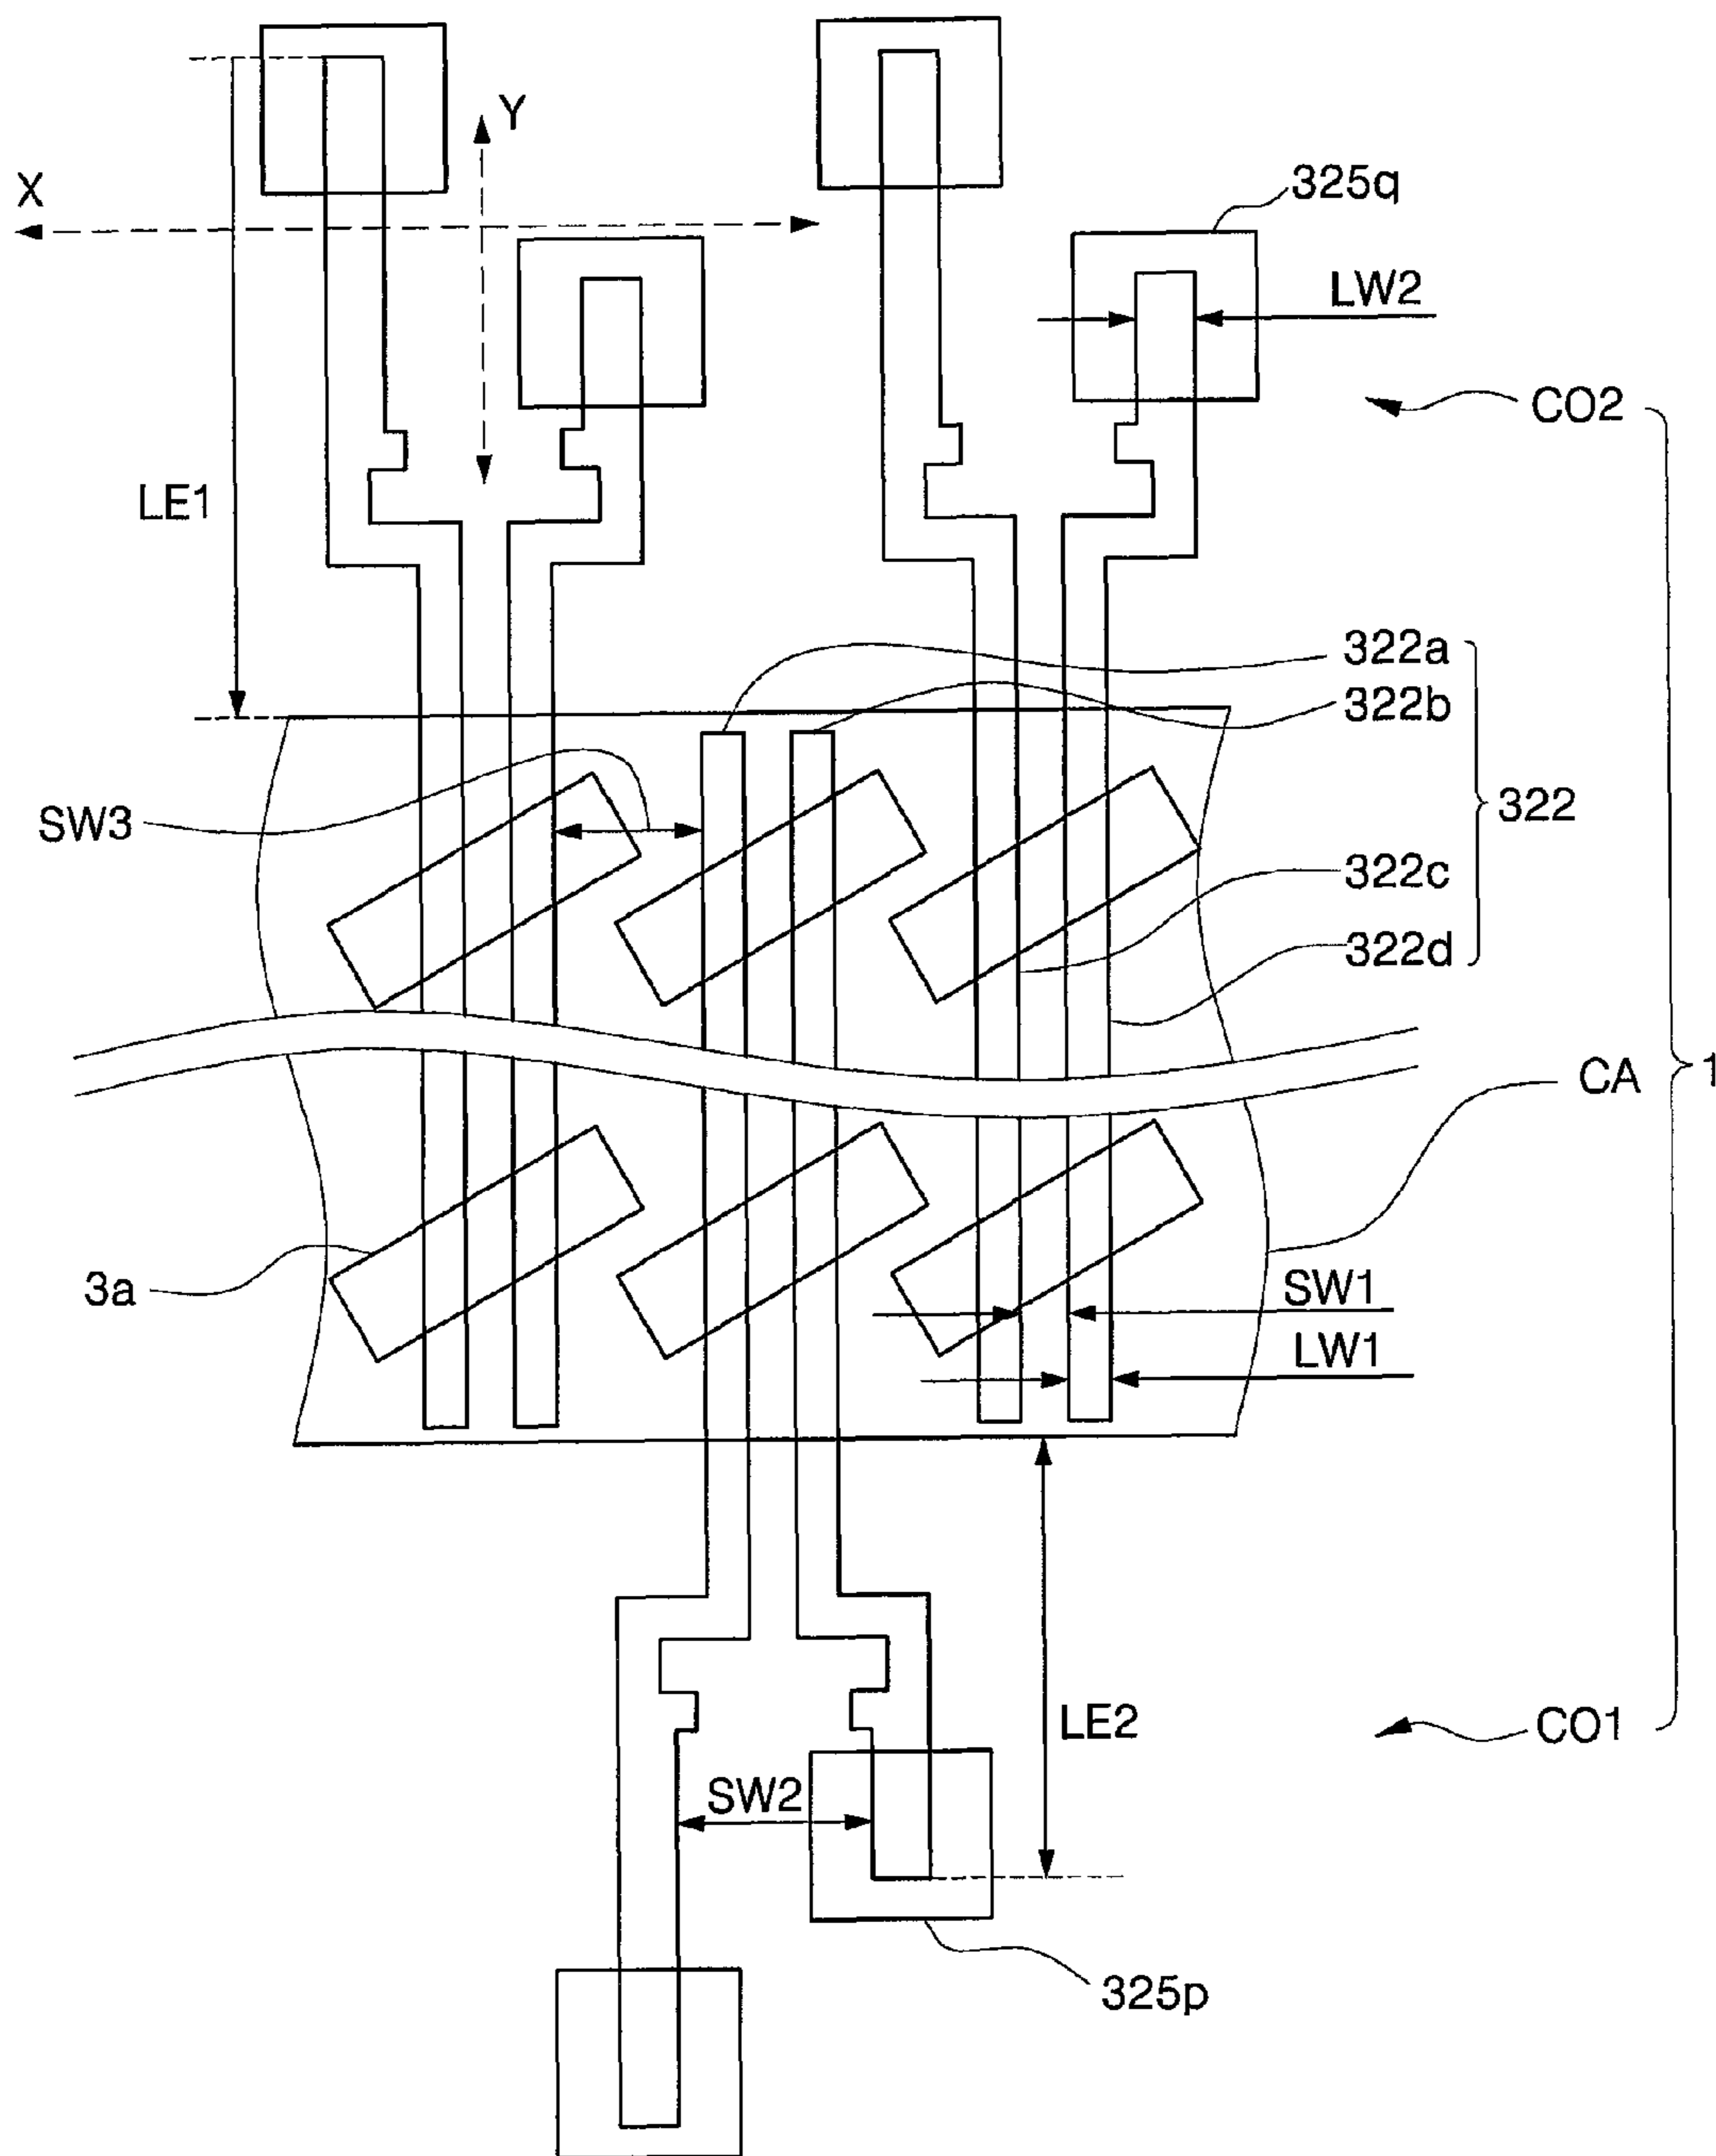 Y
X
325q
LW2
CO2
LE1
322a
322b
SW3
322
322c
322d
CA
1
3a
SW1
LW1
LE2
CO1
SW2
325p